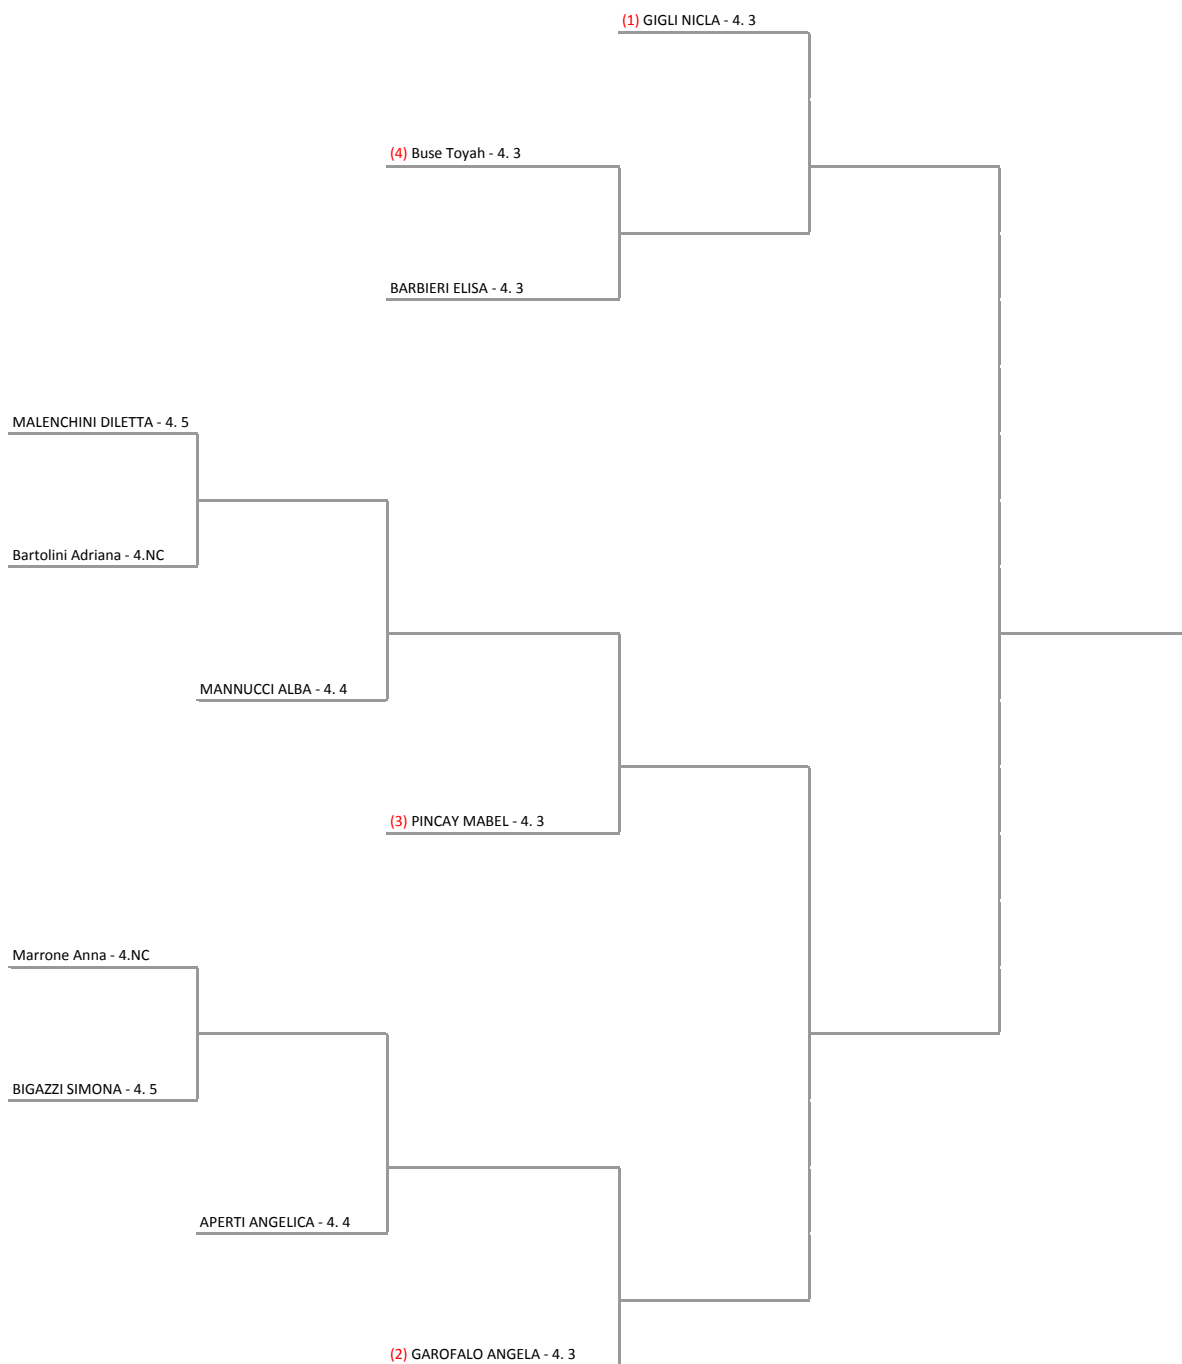 (1) GIGLI NICLA - 4. 3
(4) Buse Toyah - 4. 3
BARBIERI ELISA - 4. 3
MALENCHINI DILETTA - 4. 5
Bartolini Adriana - 4.NC
MANNUCCI ALBA - 4. 4
(3) PINCAY MABEL - 4. 3
Marrone Anna - 4.NC
BIGAZZI SIMONA - 4. 5
APERTI ANGELICA - 4. 4
(2) GAROFALO ANGELA - 4. 3